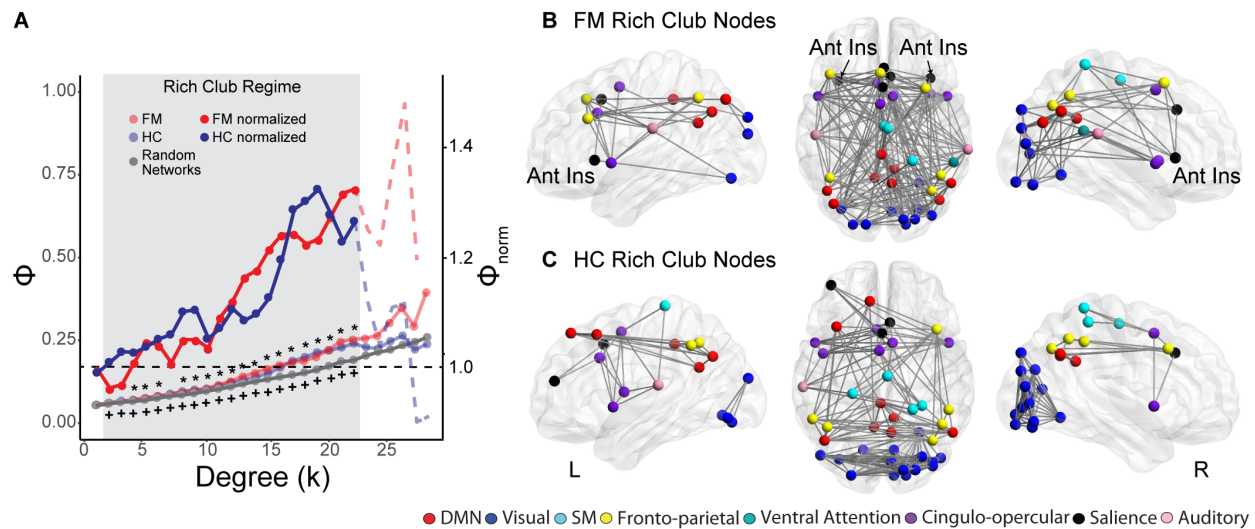 A
Rich Club Regime
FM
FM normalized
HC
HC normalized
Random
Networks
1.00
0.75
0.50
0.25
0.00
Φ
1.4
1.2
1.0
Φnorm
* * * * * * * * * * * * * * * * * *
+ + + + + + + + + + + + + + + + + + + + +
0 5 10 15 20 25
Degree (k)
B FM Rich Club Nodes
Ant Ins Ant Ins
Ant Ins
Ant Ins
C HC Rich Club Nodes
L
R
DMN Visual SM Fronto-parietal Ventral Attention Cingulo-opercular Salience Auditory